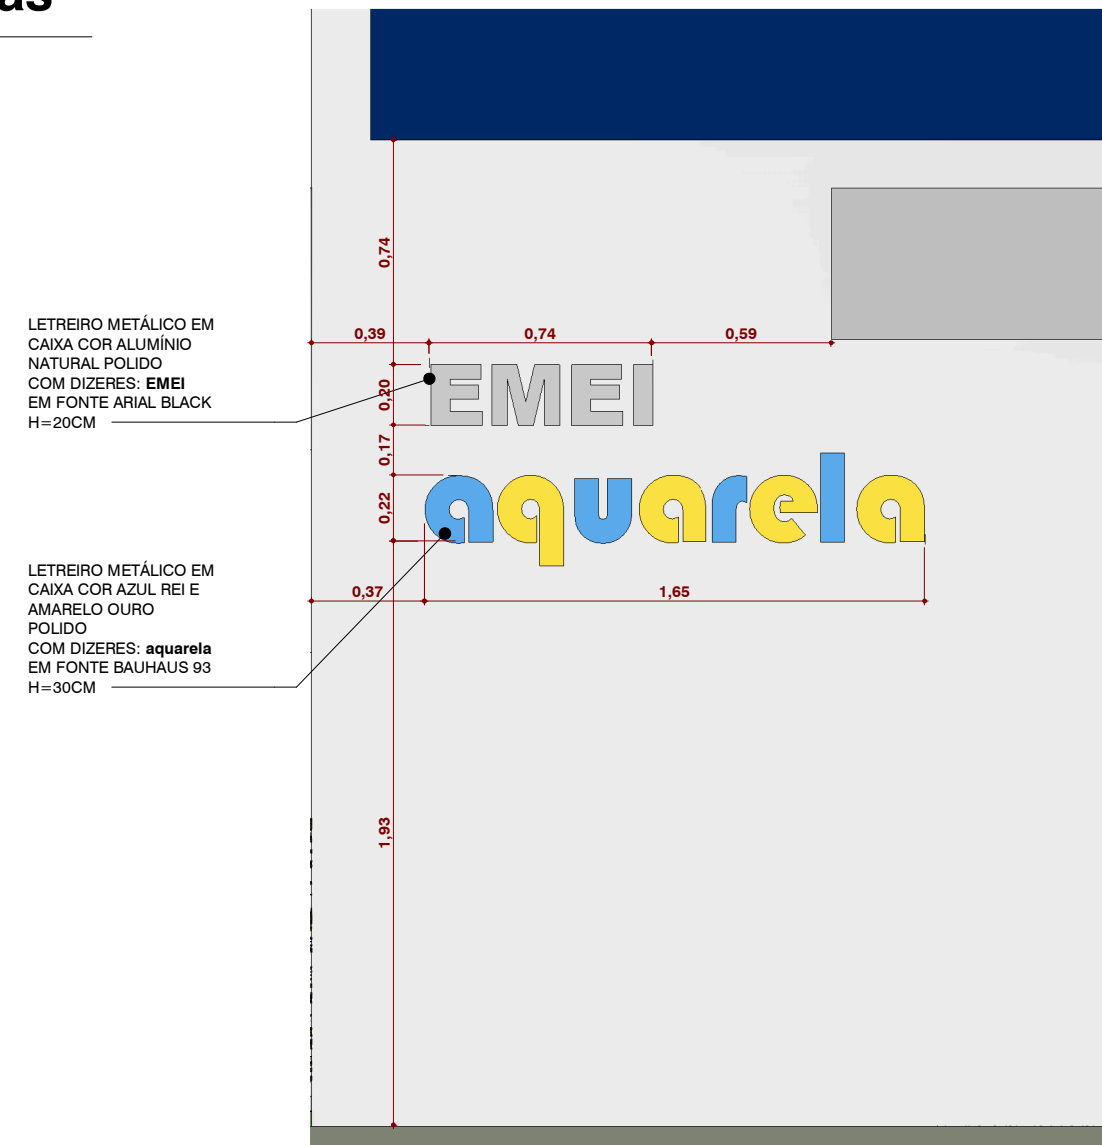 as
0,74
0,39
0,74
0,59
LETREIRO METÁLICO EM
CAIXA COR ALUMÍNIO
NATURAL POLIDO
COM DIZERES: EMEI
EM FONTE ARIAL BLACK
H=20CM
0,20
EMEI
0,17
0,22
aquarela
LETREIRO METÁLICO EM
CAIXA COR AZUL REI E
AMARELO OURO
POLIDO
COM DIZERES: aquarela
EM FONTE BAUHAUS 93
H=30CM
0,37
1,65
1,93